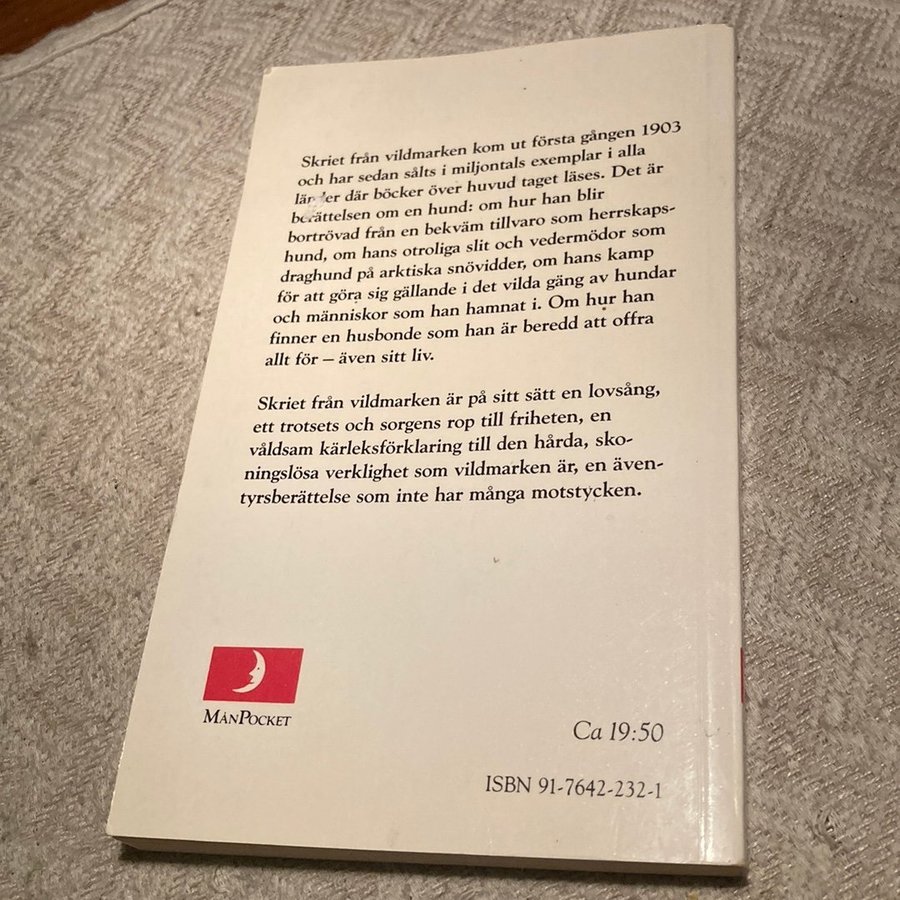 Skriet från vildmarken kom ut första gången 1903
och har sedan sålts i miljontals exemplar i alla
länder där böcker över huvud taget läses. Det är
berättelsen om en hund: om hur han blir
bortrövad från en bekväm tillvaro som herrskaps-
hund, om hans otroliga slit och vedermödor som
draghund på arktiska snövidder, om hans kamp
för att göra sig gällande i det vilda gäng av hundar
och människor som han hamnat i. Om hur han
finner en husbonde som han är beredd att offra
allt för – även sitt liv.
Skriet från vildmarken är på sitt sätt en lovsång,
ett trotsets och sorgens rop till friheten, en
våldsam kärleksförklaring till den hårda, sko-
ningslösa verklighet som vildmarken är, en även-
tyrsberättelse som inte har många motstycken.
MånPocket
Ca 19:50
ISBN 91-7642-232-1